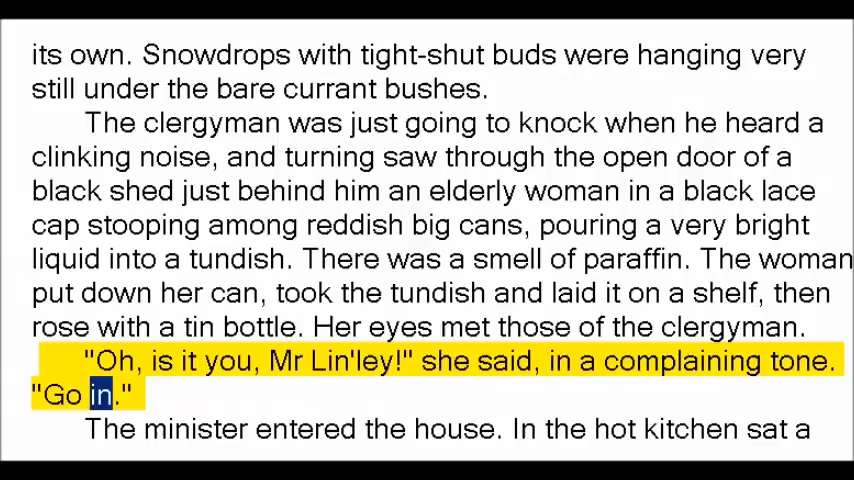 its own. Snowdrops with tight-shut buds were hanging very
still under the bare currant bushes.
The clergyman was just going to knock when he heard a
clinking noise, and turning saw through the open door of a
black shed just behind him an elderly woman in a black lace
cap stooping among reddish big cans, pouring a very bright
liquid into a tundish. There was a smell of paraffin. The woman
put down her can, took the tundish and laid it on a shelf, then
rose with a tin bottle. Her eyes met those of the clergyman.
"Oh, is it you, Mr Lin'ley!" she said, in a complaining tone.
"Go in."
The minister entered the house. In the hot kitchen sat a